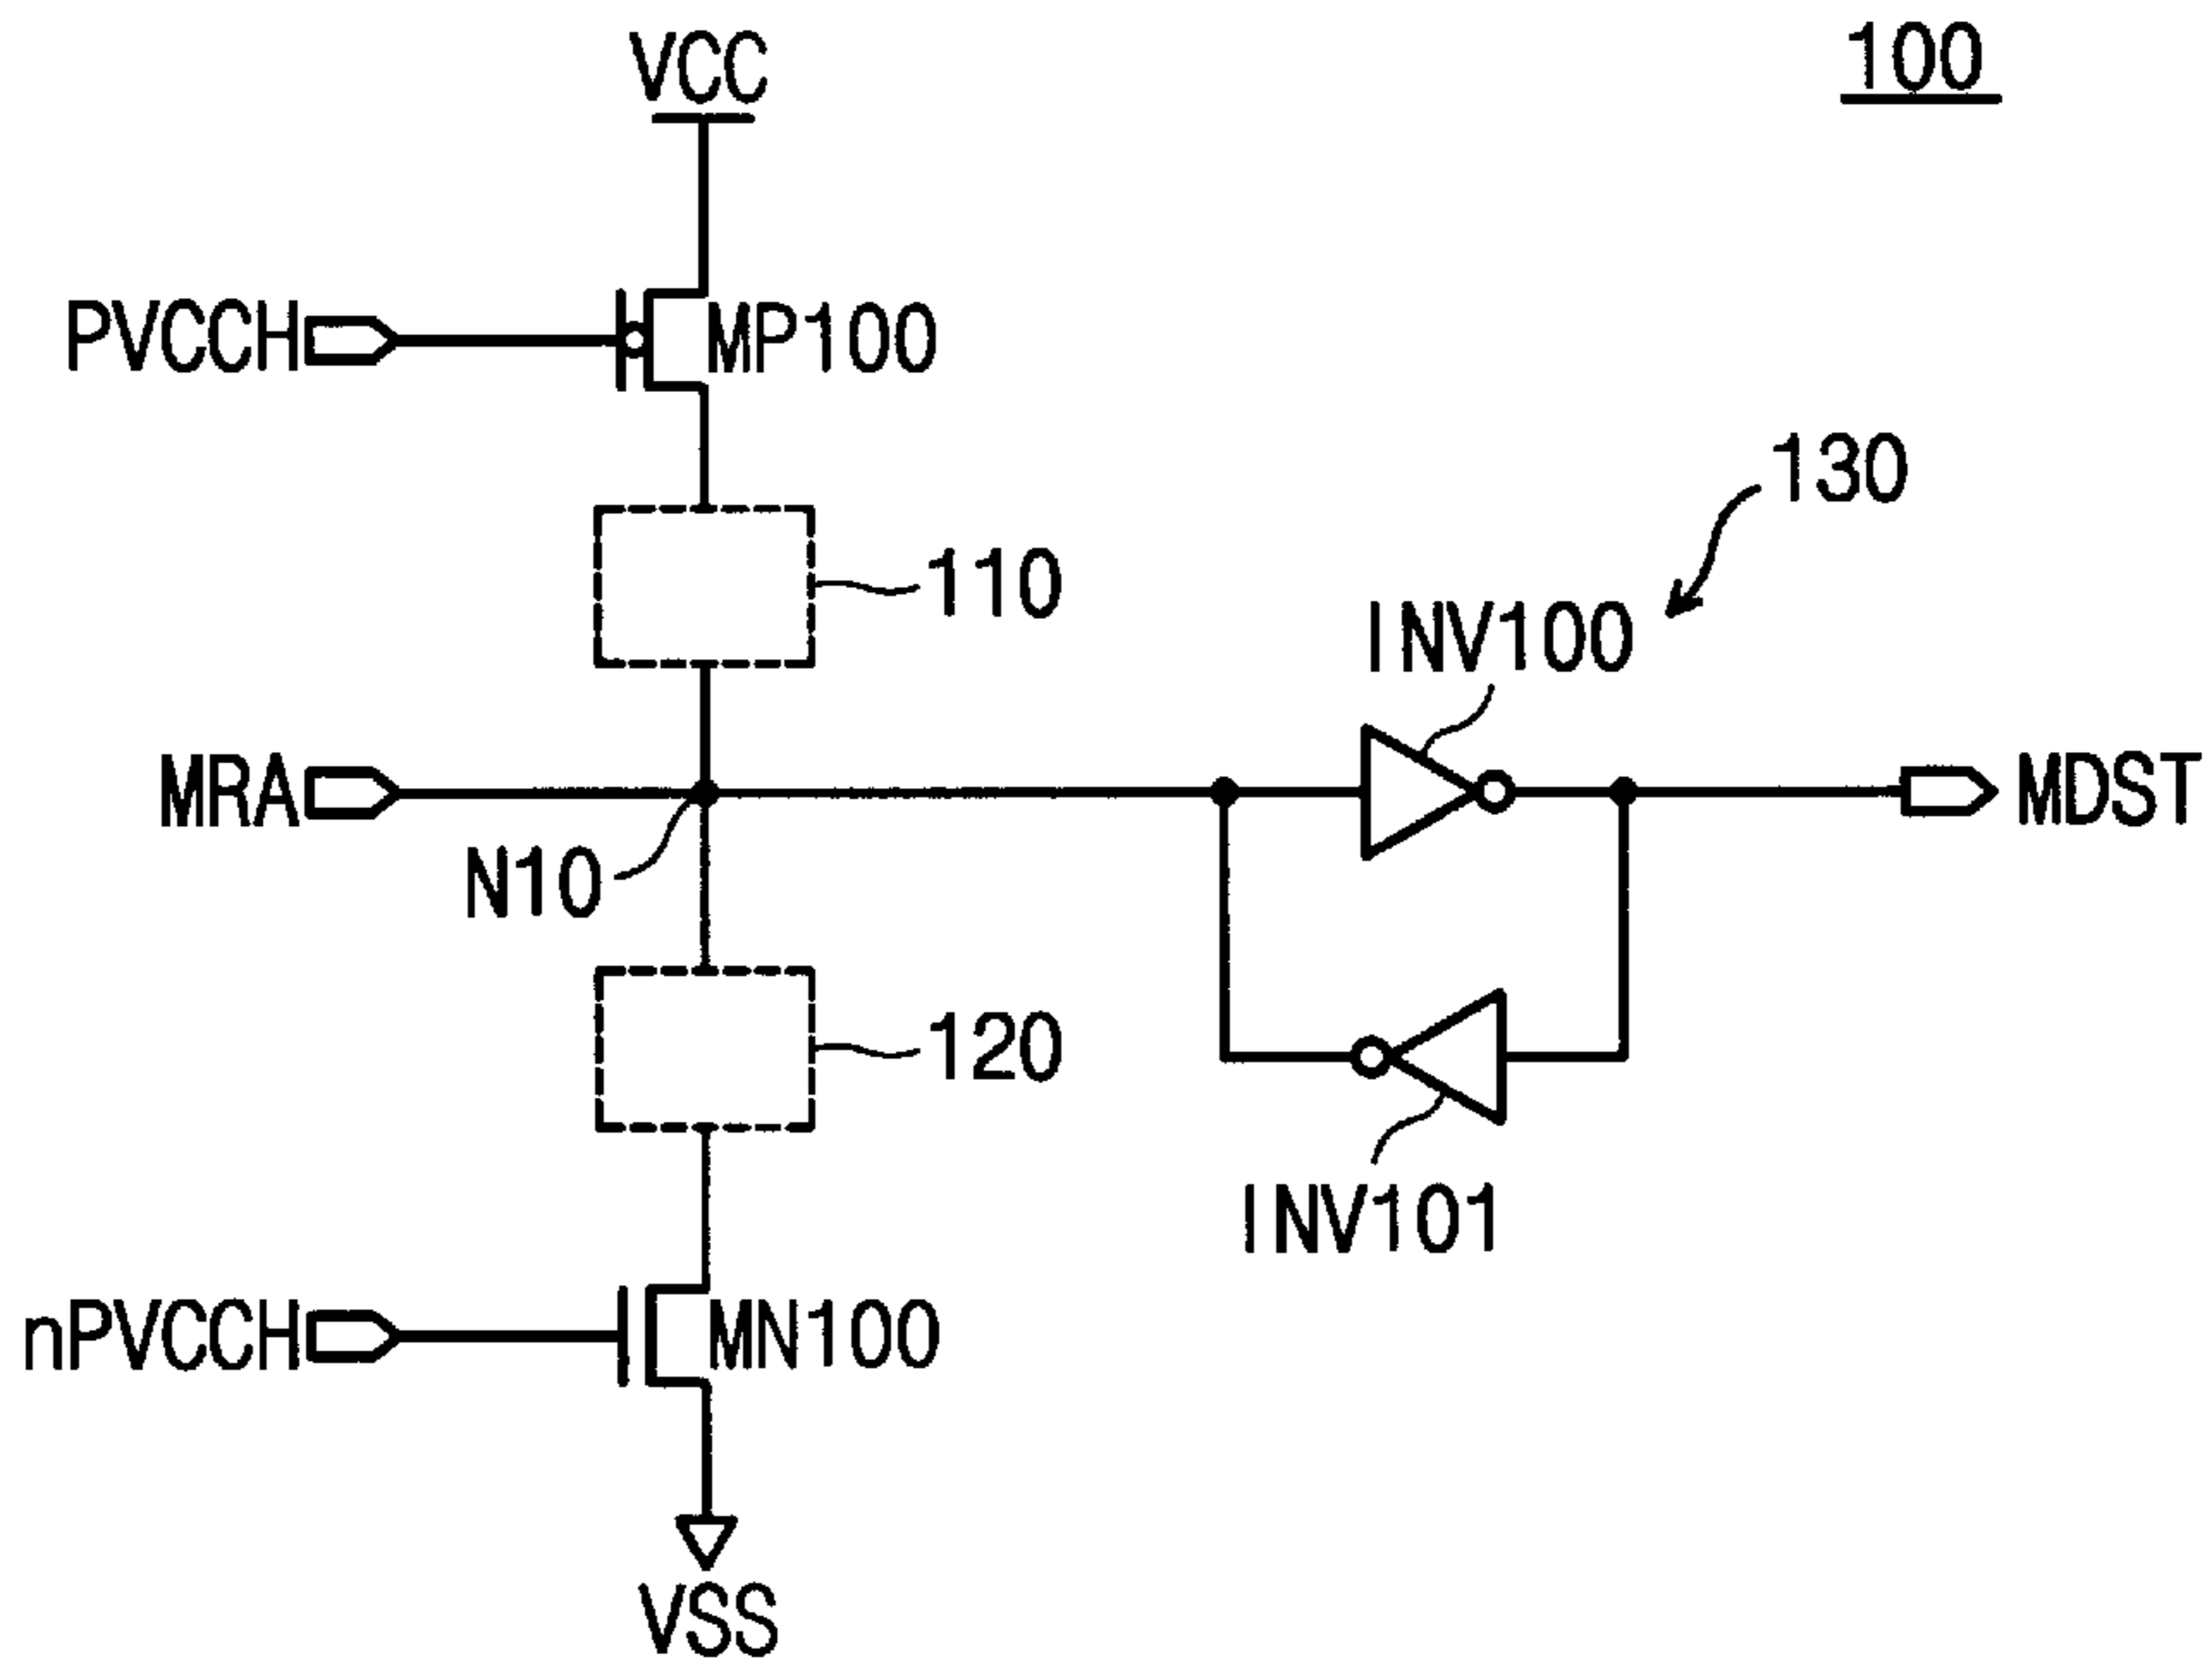 100
VCC
PVCCH
MP100
110
130
INV100
MRA
MDST
N10
120
INV101
nPVCCH
MN100
VSS